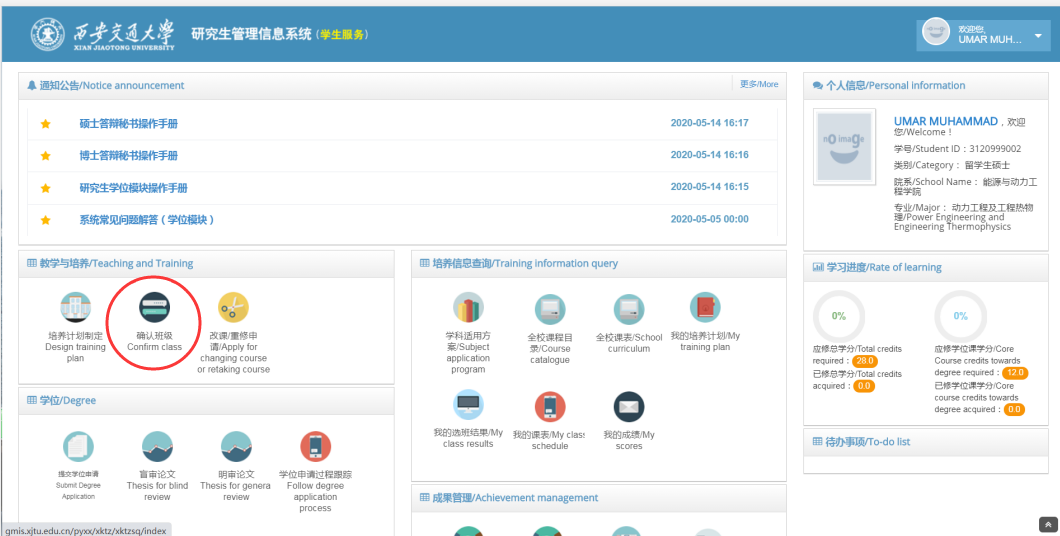 西安交通大学
XIAN JIAOTONG UNIVERSITY
研究生管理信息系统（学生服务）
欢迎您,
UMAR MUH...
通知公告/Notice announcement
更多/More
硕士答辩秘书操作手册
2020-05-14 16:17
博士答辩秘书操作手册
2020-05-14 16:16
研究生学位模块操作手册
2020-05-14 16:15
系统常见问题解答（学位模块）
2020-05-05 00:00
个人信息/Personal information
no image
UMAR MUHAMMAD，欢迎
您/Welcome！
学号/Student ID：3120999002
类别/Category： 留学生硕士
院系/School Name： 能源与动力工
程学院
专业/Major： 动力工程及工程热物
理/Power Engineering and
Engineering Thermophysics
教学与培养/Teaching and Training
培养计划制定
Design training
plan
确认班级
Confirm class
改课/重修申
请/Apply for
changing course
or retaking course
学位/Degree
提交学位申请
Submit Degree
Application
盲审论文
Thesis for blind
review
明审论文
Thesis for genera
review
学位申请过程跟踪
Follow degree
application
process
培养信息查询/Training information query
学科适用方
案/Subject
application
program
全校课程目
录/Course
catalogue
全校课表/School
curriculum
我的培养计划/My
training plan
我的选班结果/My
class results
我的课表/My class
schedule
我的成绩/My
scores
成果管理/Achievement management
学习进度/Rate of learning
0%
应修总学分/Total credits
required：28.0
已修总学分/Total credits
acquired：0.0
0%
应修学位课学分/Core
Course credits towards
degree required：12.0
已修学位课学分/Core
course credits towards
degree acquired：0.0
待办事项/To-do list
gmis.xjtu.edu.cn/pyxx/xktz/xktzsq/index